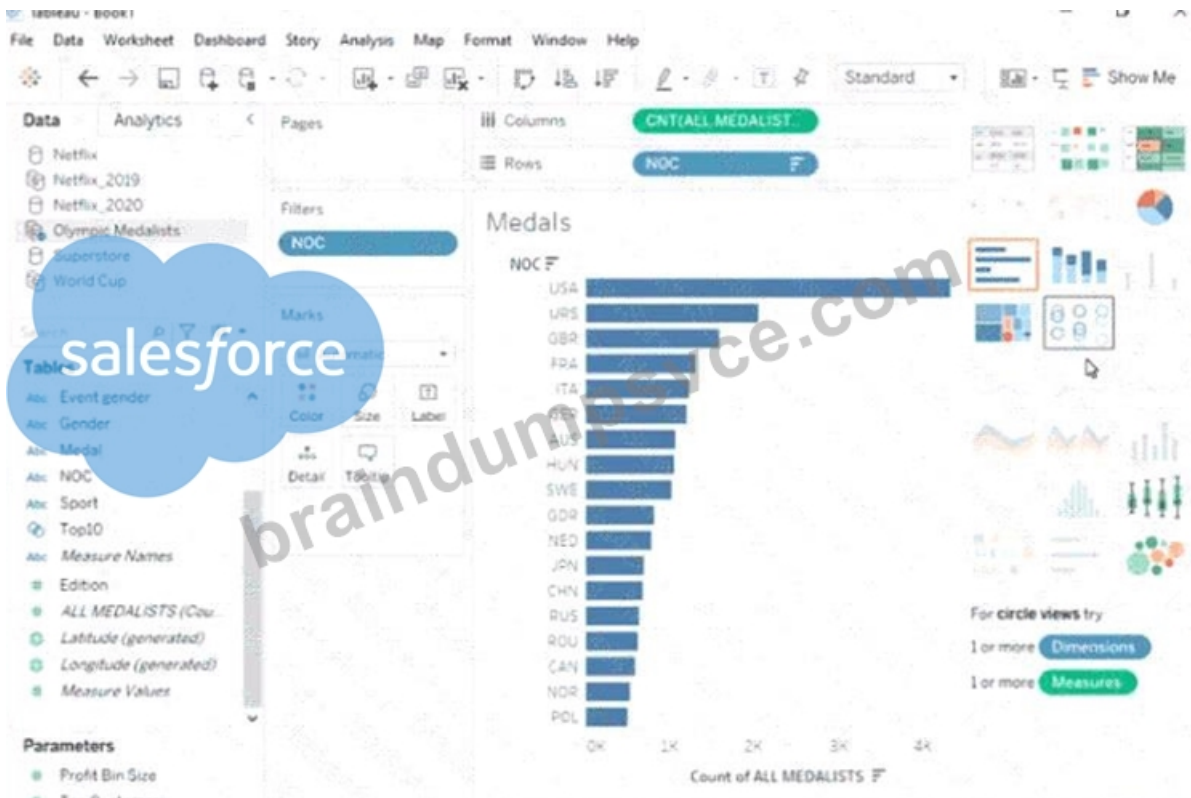 Tableau - Book1
File Data Worksheet Dashboard Story Analysis Map Format Window Help
Standard
Show Me
Data Analytics
Netflix
Netflix_2019
Netflix_2020
Olympic Medalists
Superstore
World Cup
Search
Tables
Event gender
Gender
Medal
Abc NOC
Abc Sport
Top10
Abc Measure Names
Edition
ALL MEDALISTS (Cou...
Latitude (generated)
Longitude (generated)
Measure Values
Parameters
Profit Bin Size
Pages
Filters
NOC
Marks
Color Size Label
Detail Tooltip
Columns CNT(ALL MEDALIST...
Rows NOC
Medals
NOC
USA
URS
GBR
FRA
ITA
GER
AUS
HUN
SWE
GDR
NED
JPN
CHN
RUS
ROU
CAN
NOR
POL
0K 1K 2K 3K 4K
Count of ALL MEDALISTS
For circle views try
1 or more Dimensions
1 or more Measures
salesforce
braindumpsvce.com